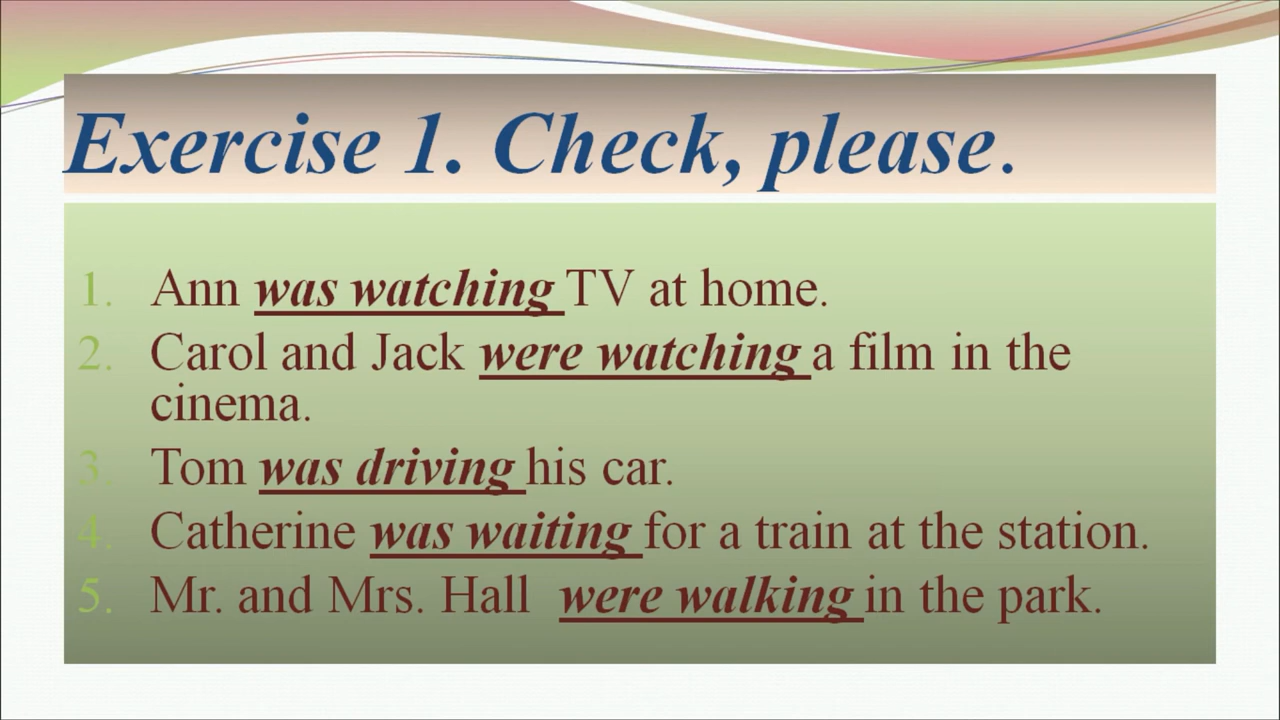 Exercise 1. Check, please.
1. Ann was watching TV at home.
2. Carol and Jack were watching a film in the
cinema.
3. Tom was driving his car.
4. Catherine was waiting for a train at the station.
5. Mr. and Mrs. Hall were walking in the park.